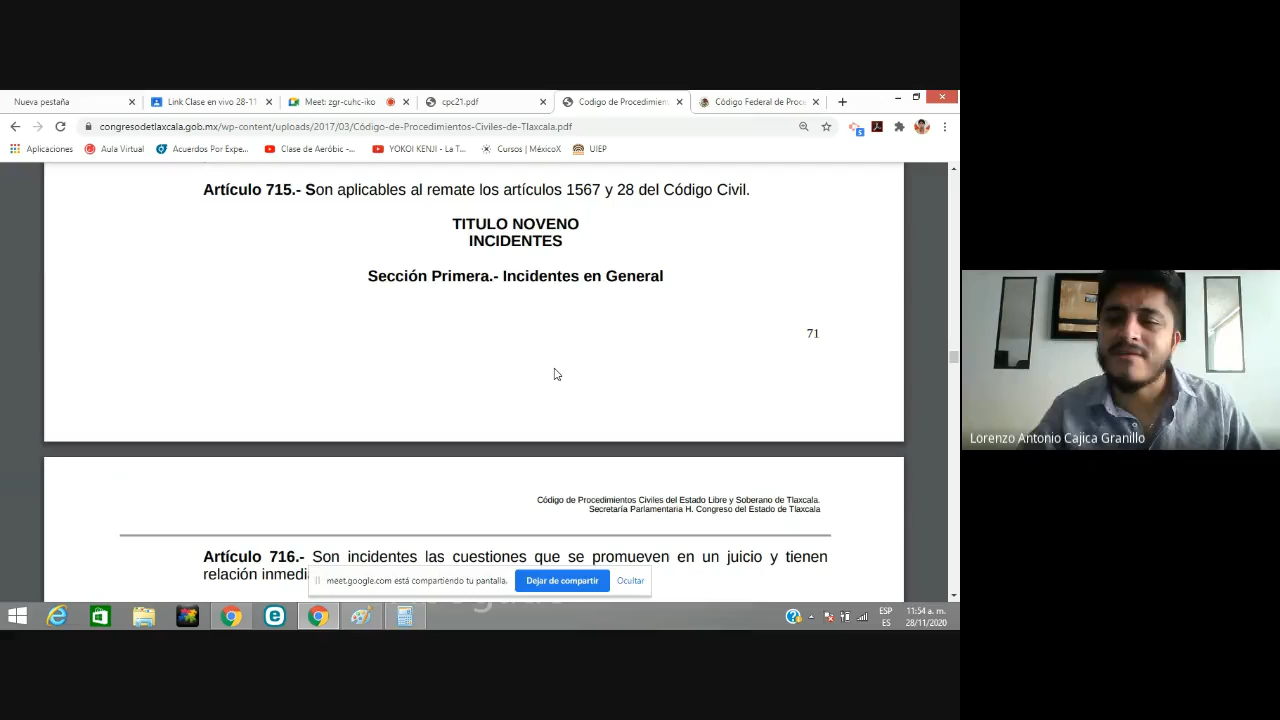 Nueva pestaña
Link Clase en vivo 28-11
Meet: zgr-cuhc-iko
cpc21.pdf
Codigo de Procedimien
Código Federal de Proce
congresodetlaxcala.gob.mx/wp-content/uploads/2017/03/Código-de-Procedimientos-Civiles-de-Tlaxcala.pdf
5
Aplicaciones
Aula Virtual
Acuerdos Por Expe...
Clase de Aeróbic -...
YOKOI KENJI - La T...
Cursos | MéxicoX
UIEP
Artículo 715.- Son aplicables al remate los artículos 1567 y 28 del Código Civil.
TITULO NOVENO
INCIDENTES
Sección Primera.- Incidentes en General
71
Código de Procedimientos Civiles del Estado Libre y Soberano de Tlaxcala.
Secretaría Parlamentaria H. Congreso del Estado de Tlaxcala
Artículo 716.- Son incidentes las cuestiones que se promueven en un juicio y tienen
relación
meet.google.com está compartiendo tu pantalla.
Dejar de compartir
Ocultar
ESP
ES
11:54 a. m.
28/11/2020
Lorenzo Antonio Cajica Granillo